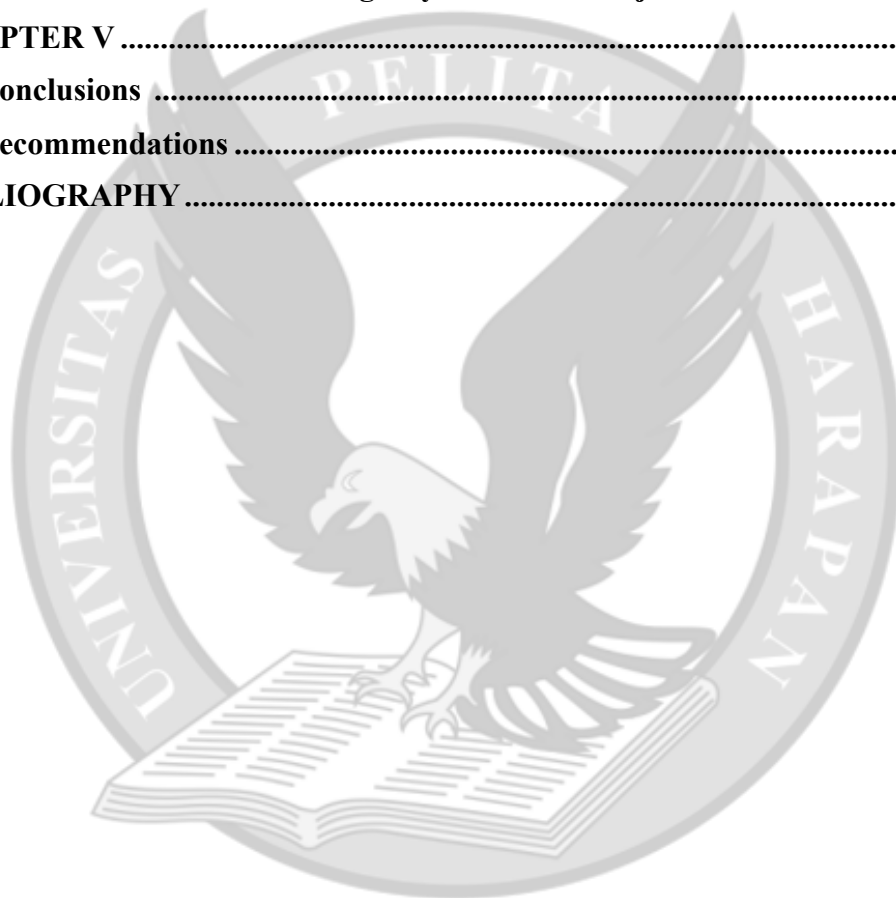 PTER V ........................................................................................
onclusions ........................................................................................
ecommendations ........................................................................................
LIOGRAPHY ........................................................................................
UNIVERSITAS PELITA HARAPAN